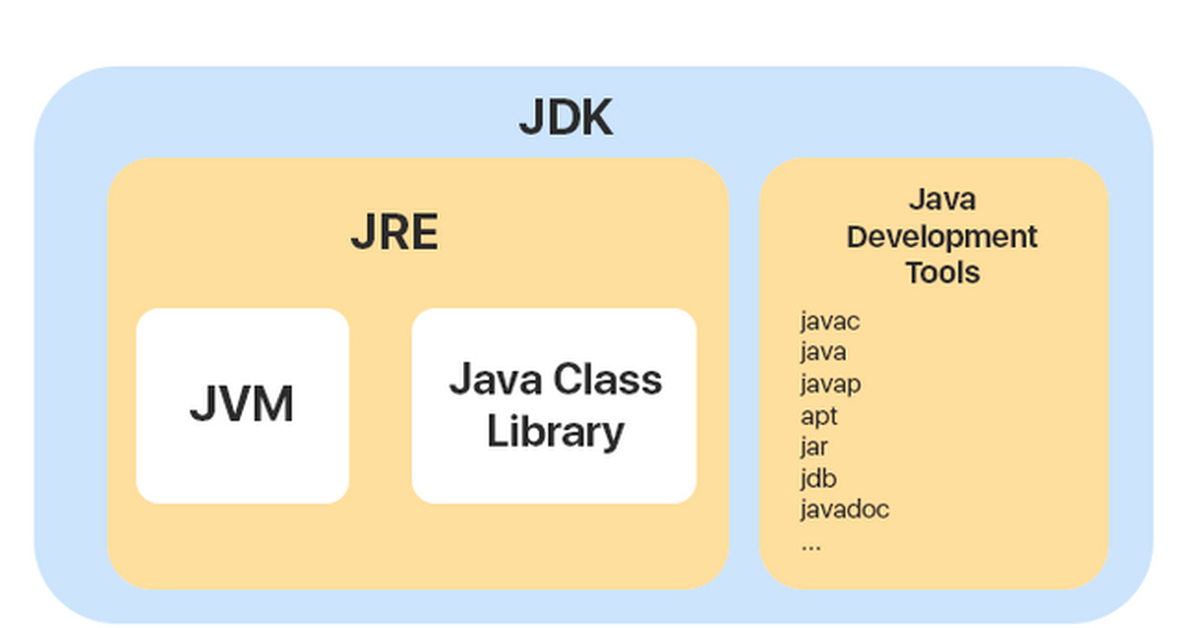 JDK
JRE
JVM
Java Class
Library
Java
Development
Tools
javac
java
javap
apt
jar
jdb
javadoc
...